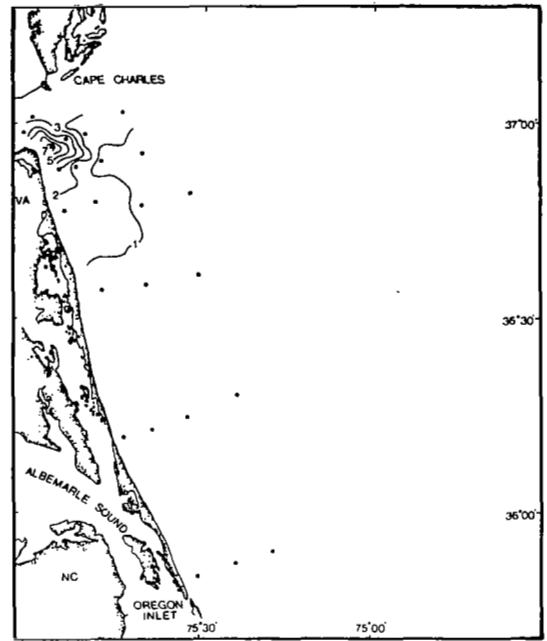 CAPE CHARLES
37°00'
3
7
5
2
VA
1
36°30'
ALBEMARLE SOUND
36°00'
NC
OREGON
INLET
75°30'
75°00'